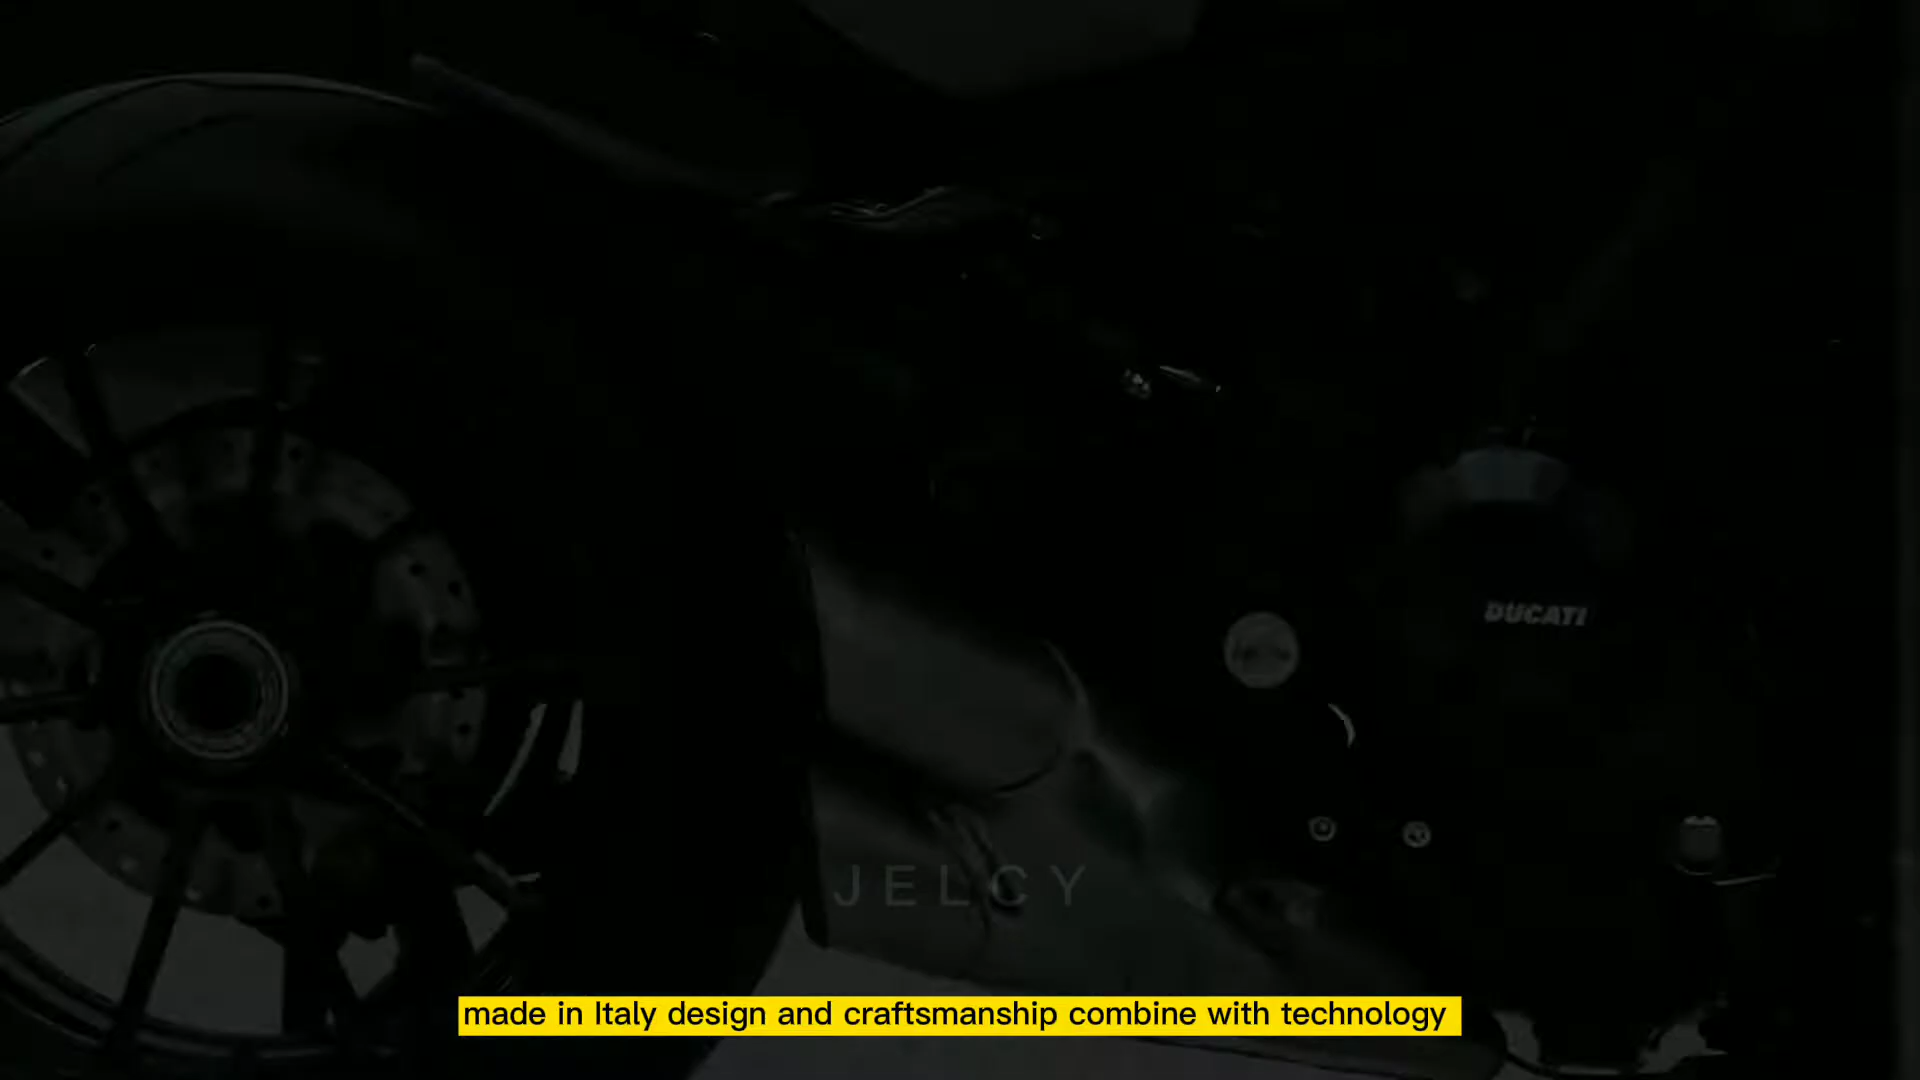 DUCATI
JELCY
made in Italy design and craftsmanship combine with technology